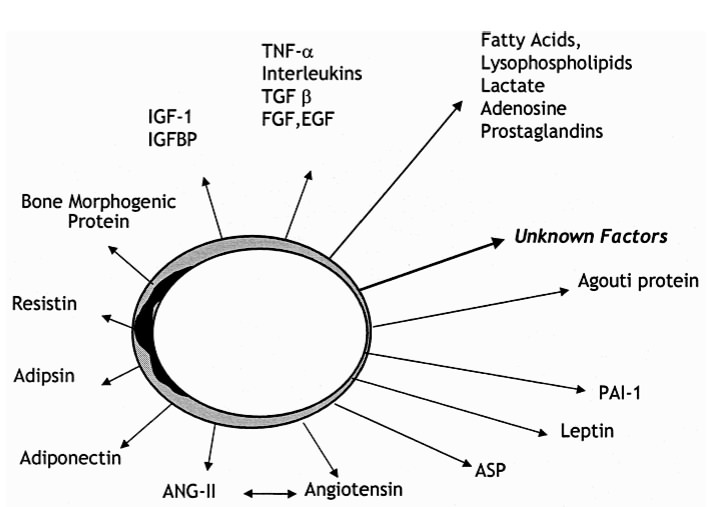 TNF-α
Interleukins
TGF β
FGF,EGF
Fatty Acids,
Lysophospholipids
Lactate
Adenosine
Prostaglandins
IGF-1
IGFBP
Bone Morphogenic
Protein
Unknown Factors
Agouti protein
Resistin
Adipsin
PAI-1
Leptin
Adiponectin
ASP
ANG-II
Angiotensin